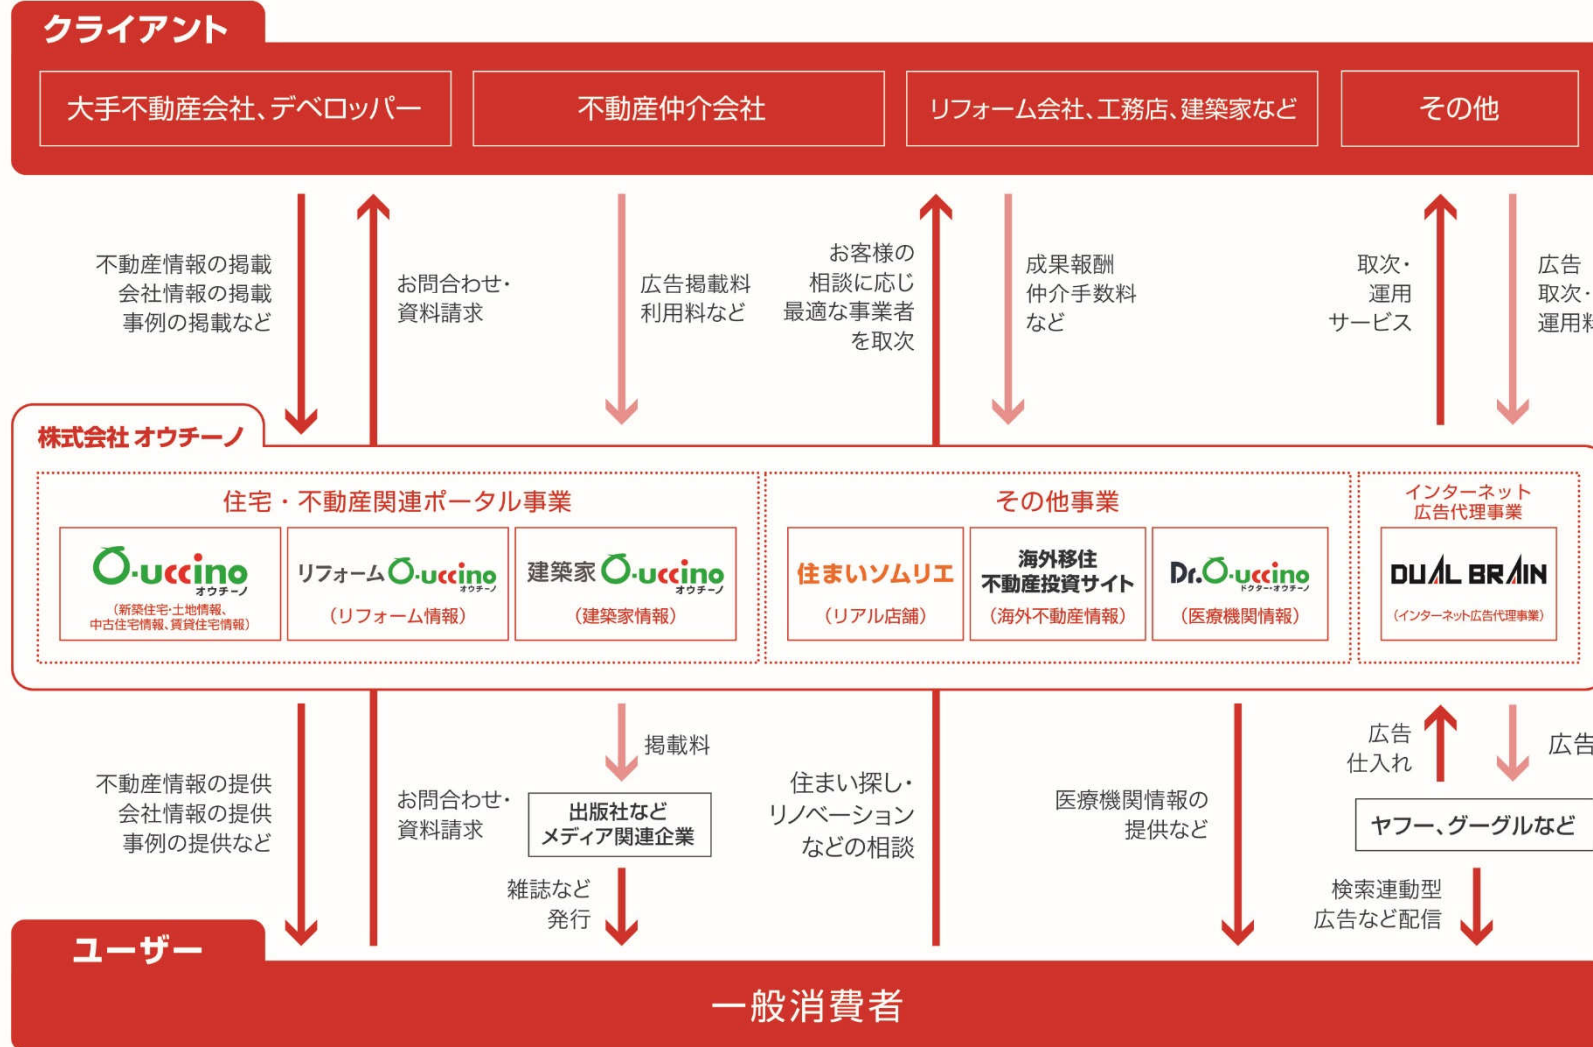 クライアント
大手不動産会社、デベロッパー
不動産仲介会社
リフォーム会社、工務店、建築家など
その他
不動産情報の掲載
会社情報の掲載
事例の掲載など
お問合わせ・
資料請求
広告掲載料
利用料など
お客様の
相談に応じ
最適な事業者
を取次
成果報酬
仲介手数料
など
取次・
運用
サービス
広告
取次・
運用料
株式会社 オウチーノ
住宅・不動産関連ポータル事業
O-uccino
オウチーノ
(新築住宅・土地情報、
中古住宅情報、賃貸住宅情報)
リフォーム O-uccino
オウチーノ
(リフォーム情報)
建築家 O-uccino
オウチーノ
(建築家情報)
その他事業
住まいソムリエ
(リアル店舗)
海外移住
不動産投資サイト
(海外不動産情報)
Dr.O-uccino
ドクター・オウチーノ
(医療機関情報)
インターネット
広告代理事業
DUAL BRAIN
(インターネット広告代理事業)
不動産情報の提供
会社情報の提供
事例の提供など
お問合わせ・
資料請求
掲載料
出版社など
メディア関連企業
雑誌など
発行
住まい探し・
リノベーション
などの相談
医療機関情報の
提供など
広告
仕入れ
広告
ヤフー、グーグルなど
検索連動型
広告など配信
ユーザー
一般消費者